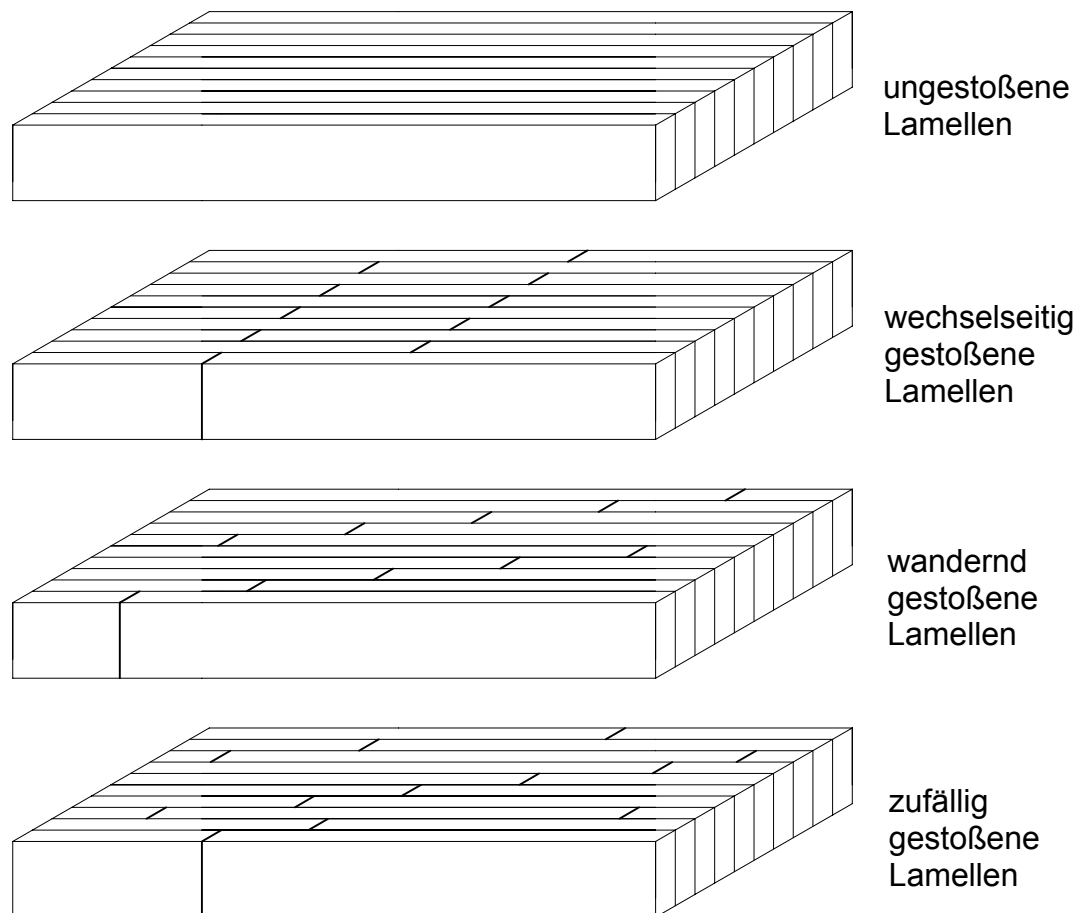 ungestoßene
Lamellen
wechselseitig
gestoßene
Lamellen
wandernd
gestoßene
Lamellen
zufällig
gestoßene
Lamellen